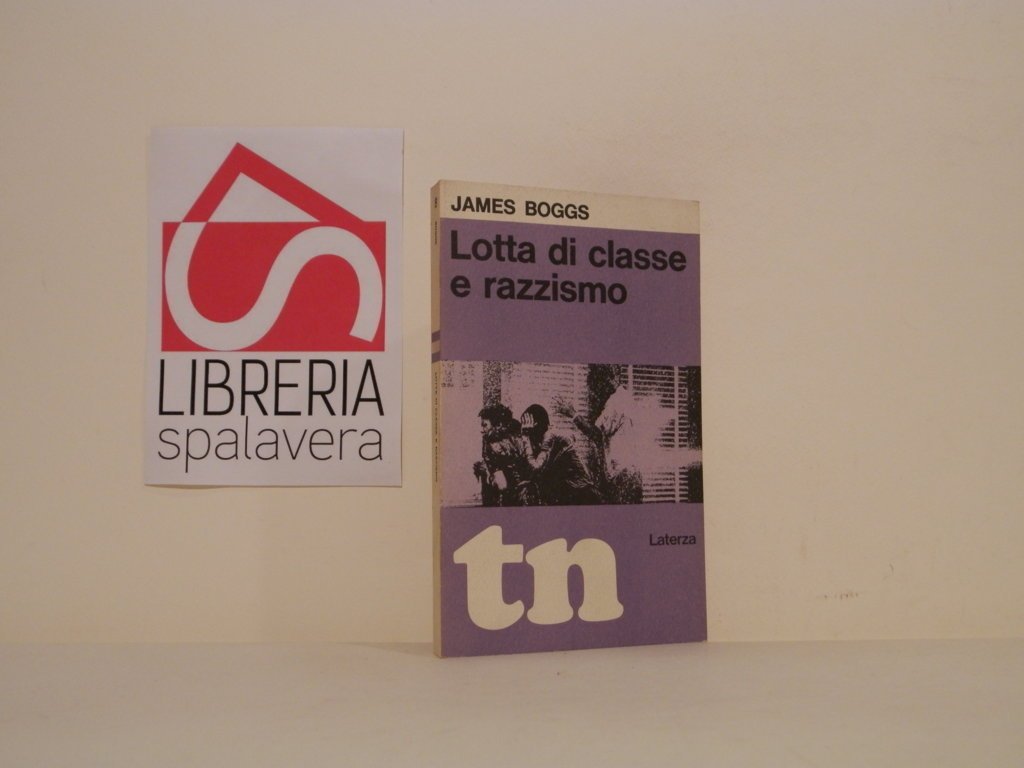 LIBRERIA
spalavera
JAMES BOGGS
Lotta di classe
e razzismo
Laterza
tn